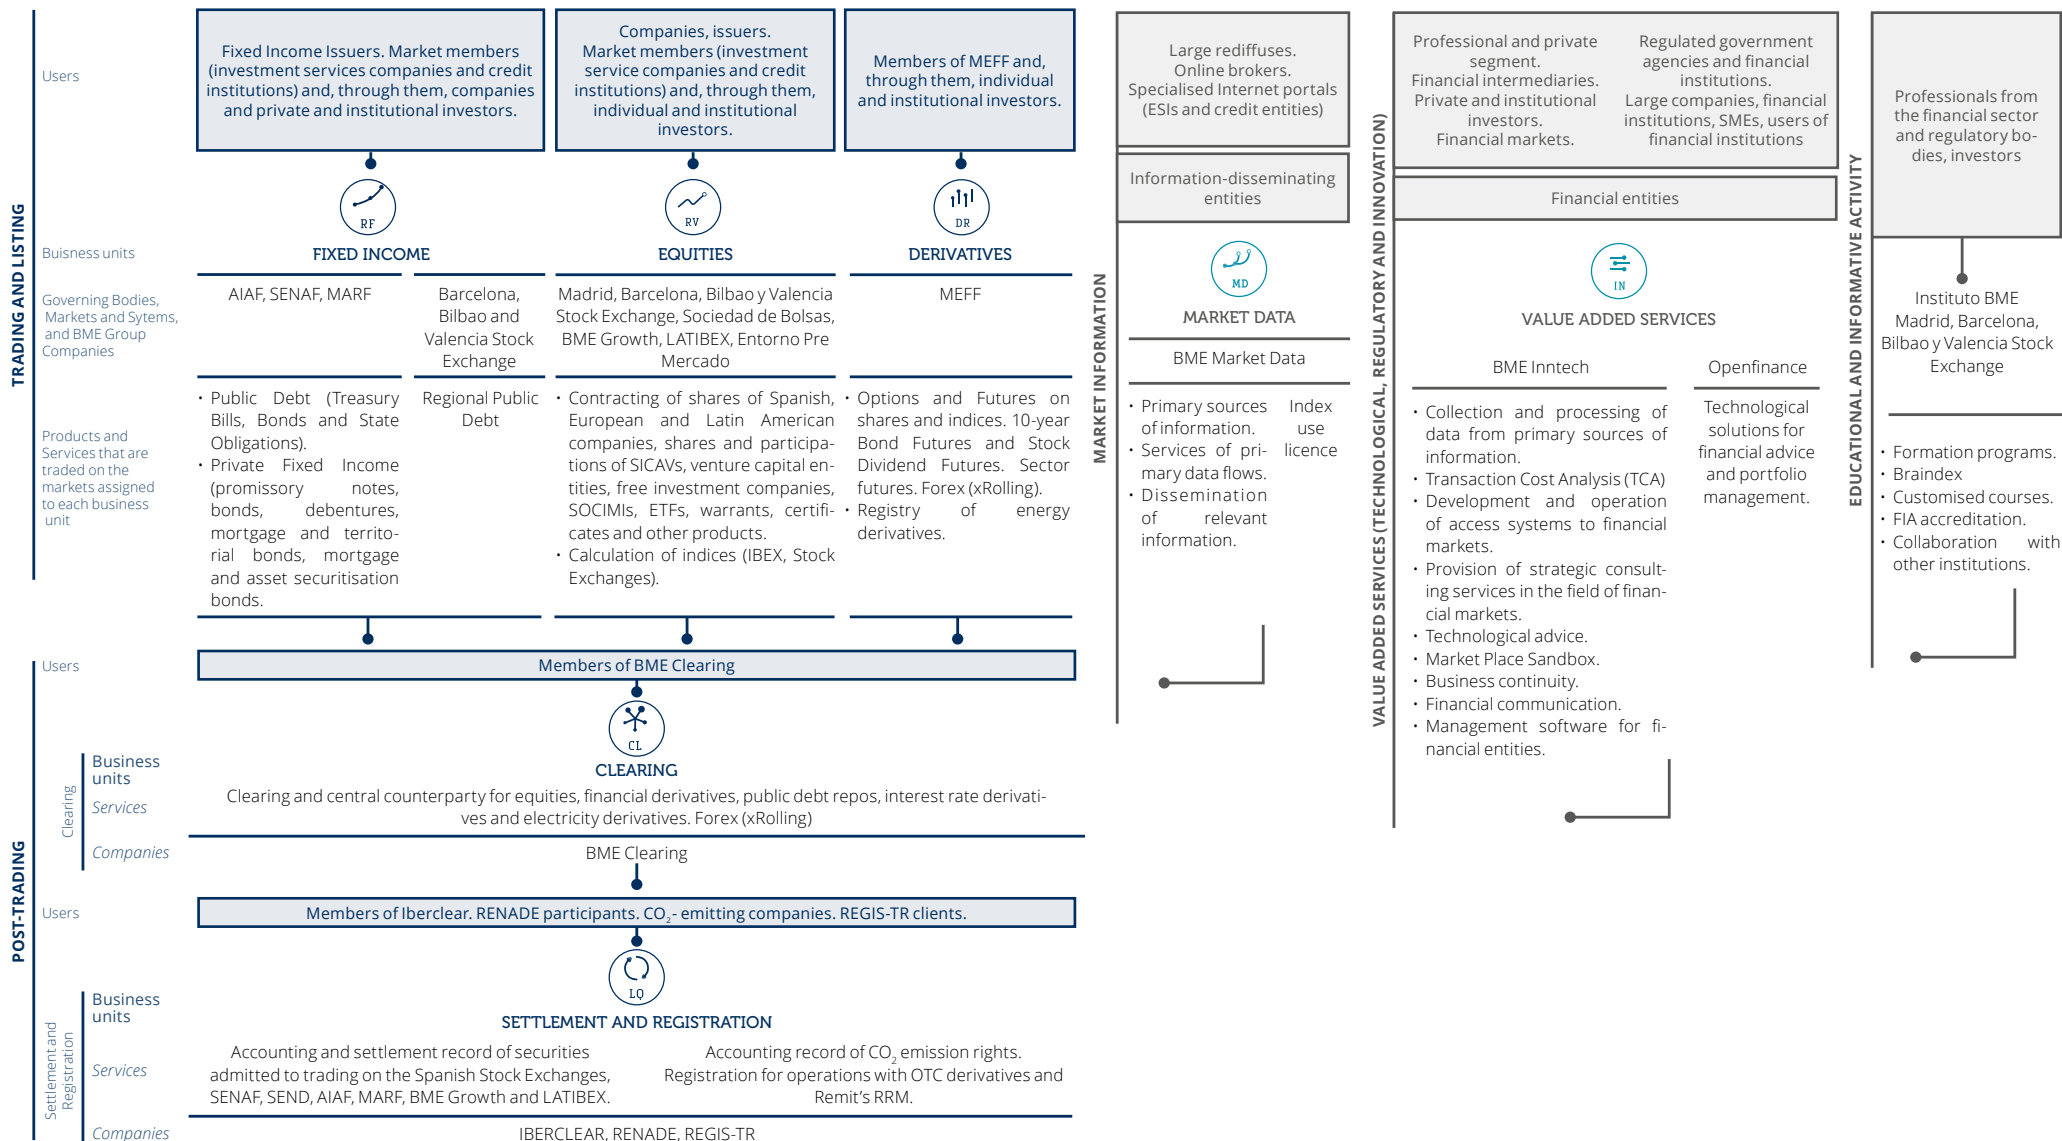 TRADING AND LISTING
Users
Fixed Income Issuers. Market members
(investment services companies and credit
institutions) and, through them, companies
and private and institutional investors.
Companies, issuers.
Market members (investment
service companies and credit
institutions) and, through them,
individual and institutional
investors.
Members of MEFF and,
through them, individual
and institutional investors.
RF
RV
DR
Buisness units
FIXED INCOME
EQUITIES
DERIVATIVES
Governing Bodies,
Markets and Sytems,
and BME Group
Companies
AIAF, SENAF, MARF
Barcelona,
Bilbao and
Valencia Stock
Exchange
Madrid, Barcelona, Bilbao y Valencia
Stock Exchange, Sociedad de Bolsas,
BME Growth, LATIBEX, Entorno Pre
Mercado
MEFF
Products and
Services that are
traded on the
markets assigned
to each business
unit
· Public Debt (Treasury
Bills, Bonds and State
Obligations).
· Private Fixed Income
(promissory notes,
bonds, debentures,
mortgage and territo-
rial bonds, mortgage
and asset securitisation
bonds.
Regional Public
Debt
· Contracting of shares of Spanish,
European and Latin American
companies, shares and participa-
tions of SICAVs, venture capital en-
tities, free investment companies,
SOCIMIs, ETFs, warrants, certifi-
cates and other products.
· Calculation of indices (IBEX, Stock
Exchanges).
· Options and Futures on
shares and indices. 10-year
Bond Futures and Stock
Dividend Futures. Sector
futures. Forex (xRolling).
· Registry of energy
derivatives.
POST-TRADING
Users
Members of BME Clearing
CL
Clearing
Business
units
CLEARING
Services
Clearing and central counterparty for equities, financial derivatives, public debt repos, interest rate derivati-
ves and electricity derivatives. Forex (xRolling)
Companies
BME Clearing
Users
Members of Iberclear. RENADE participants. CO2- emitting companies. REGIS-TR clients.
LQ
Settlement and
Registration
Business
units
SETTLEMENT AND REGISTRATION
Services
Accounting and settlement record of securities
admitted to trading on the Spanish Stock Exchanges,
SENAF, SEND, AIAF, MARF, BME Growth and LATIBEX.
Accounting record of CO2 emission rights.
Registration for operations with OTC derivatives and
Remit's RRM.
Companies
IBERCLEAR, RENADE, REGIS-TR
MARKET INFORMATION
Large rediffuses.
Online brokers.
Specialised Internet portals
(ESIs and credit entities)
Information-disseminating
entities
MD
MARKET DATA
BME Market Data
· Primary sources
of information.
· Services of pri-
mary data flows.
· Dissemination
of relevant
information.
Index
use
licence
VALUE ADDED SERVICES (TECHNOLOGICAL, REGULATORY AND INNOVATION)
Professional and private
segment.
Financial intermediaries.
Private and institutional
investors.
Financial markets.
Regulated government
agencies and financial
institutions.
Large companies, financial
institutions, SMEs, users of
financial institutions
Financial entities
IN
VALUE ADDED SERVICES
BME Inntech
· Collection and processing of
data from primary sources of
information.
· Transaction Cost Analysis (TCA)
· Development and operation
of access systems to financial
markets.
· Provision of strategic consult-
ing services in the field of finan-
cial markets.
· Technological advice.
· Market Place Sandbox.
· Business continuity.
· Financial communication.
· Management software for fi-
nancial entities.
Openfinance
Technological
solutions for
financial advice
and portfolio
management.
EDUCATIONAL AND INFORMATIVE ACTIVITY
Professionals from
the financial sector
and regulatory bo-
dies, investors
Instituto BME
Madrid, Barcelona,
Bilbao y Valencia Stock
Exchange
· Formation programs.
· Braindex
· Customised courses.
· FIA accreditation.
· Collaboration with
other institutions.